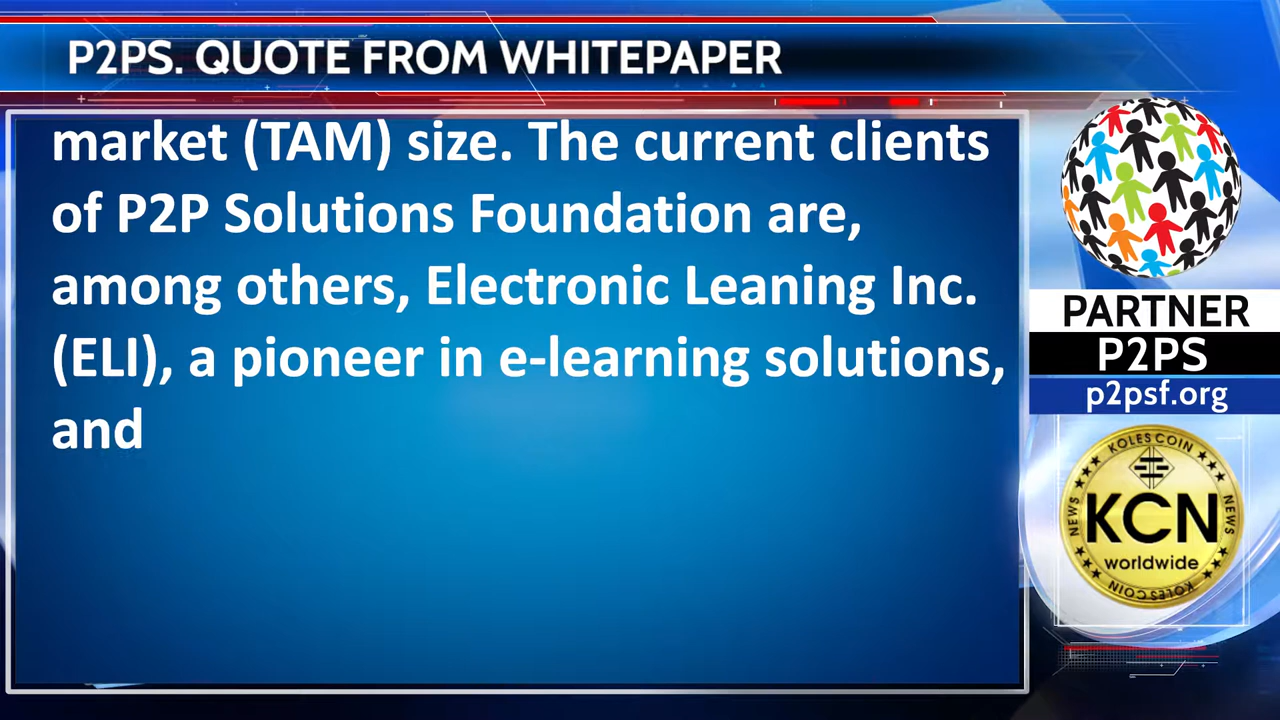 P2PS. QUOTE FROM WHITEPAPER
market (TAM) size. The current clients
of P2P Solutions Foundation are,
among others, Electronic Leaning Inc.
(ELI), a pioneer in e-learning solutions,
and
PARTNER
P2PS
p2psf.org
KOLES COIN
NEWS
KCN
NEWS
worldwide
KOLES COIN